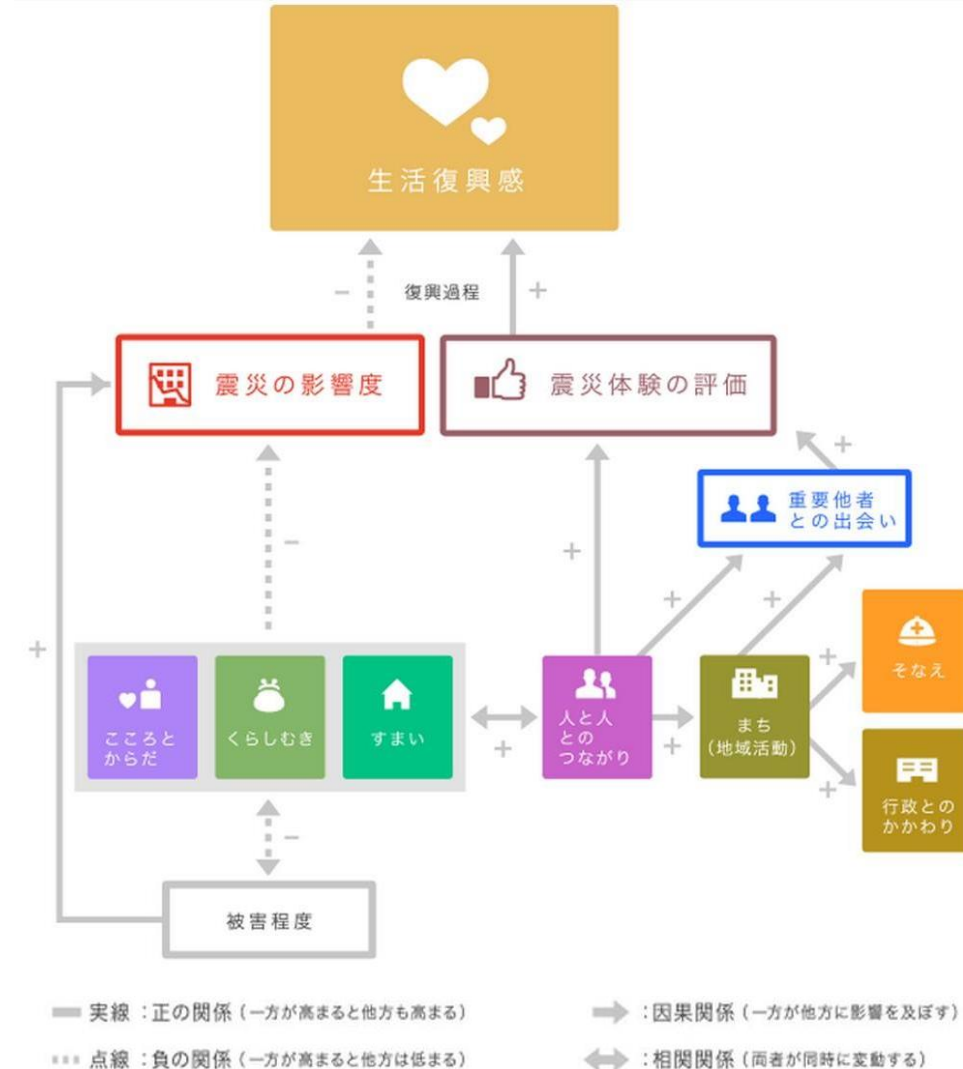 生活復興感
−
復興過程
+
震災の影響度
震災体験の評価
+
重要他者
との出会い
−
+
+
+
+
こころと
からだ
くらしむき
すまい
+
人と人
との
つながり
+
まち
(地域活動)
+
そなえ
+
行政との
かかわり
−
被害程度
実線:正の関係(一方が高まると他方も高まる)
:因果関係(一方が他方に影響を及ぼす)
点線:負の関係(一方が高まると他方は低まる)
:相関関係(両者が同時に変動する)